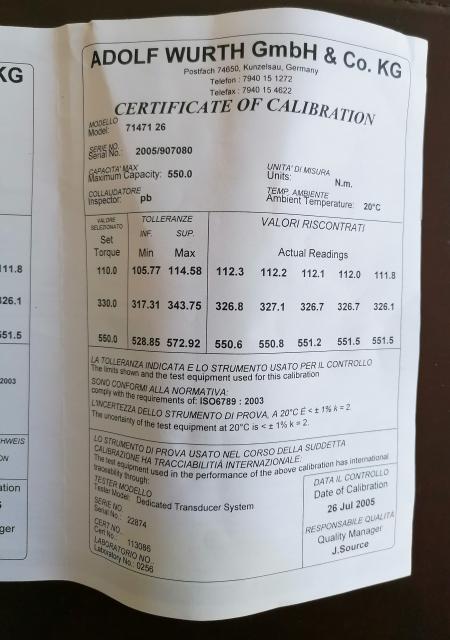 KG
111.8
326.1
551.5
2003
ADOLF WURTH GmbH & Co. KG
Postfach 74650, Kunzelsau, Germany
Telefon : 7940 15 1272
Telefax : 7940 15 4622
CERTIFICATE OF CALIBRATION
MODELLO
Model: 71471 26
SERIE NO.
Serial No.: 2005/907080
CAPACITA' MAX
Maximum Capacity: 550.0
UNITA' DI MISURA
Units: N.m.
COLLAUDATORE
Inspector: pb
TEMP. AMBIENTE
Ambient Temperature: 20°C
VALORE SELEZIONATO TOLLERANZE VALORI RISCONTRATI
INF. SUP.
Set Torque Min Max Actual Readings
110.0 105.77 114.58 112.3 112.2 112.1 112.0 111.8
330.0 317.31 343.75 326.8 327.1 326.7 326.7 326.1
550.0 528.85 572.92 550.6 550.8 551.2 551.5 551.5
LA TOLLERANZA INDICATA E LO STRUMENTO USATO PER IL CONTROLLO
The limits shown and the test equipment used for this calibration
SONO CONFORMI ALLA NORMATIVA:
comply with the requirements of: ISO6789 : 2003
L'INCERTEZZA DELLO STRUMENTO DI PROVA, A 20°C É < ± 1% k = 2.
The uncertainty of the test equipment at 20°C is < ± 1% k = 2.
LO STRUMENTO DI PROVA USATO NEL CORSO DELLA SUDDETTA
CALIBRAZIONE HA TRACCIABILITIÀ INTERNAZIONALE:
The test equipment used in the performance of the above calibration has international
traceability through:
TESTER MODELLO
Tester Model: Dedicated Transducer System
SERIE NO.
Serial No.: 22874
CERT NO.
Cert No.: 113086
LABORATORIO NO.
Laboratory No.: 0256
DATA IL CONTROLLO
Date of Calibration
26 Jul 2005
RESPONSABILE QUALITA
Quality Manager
J.Source